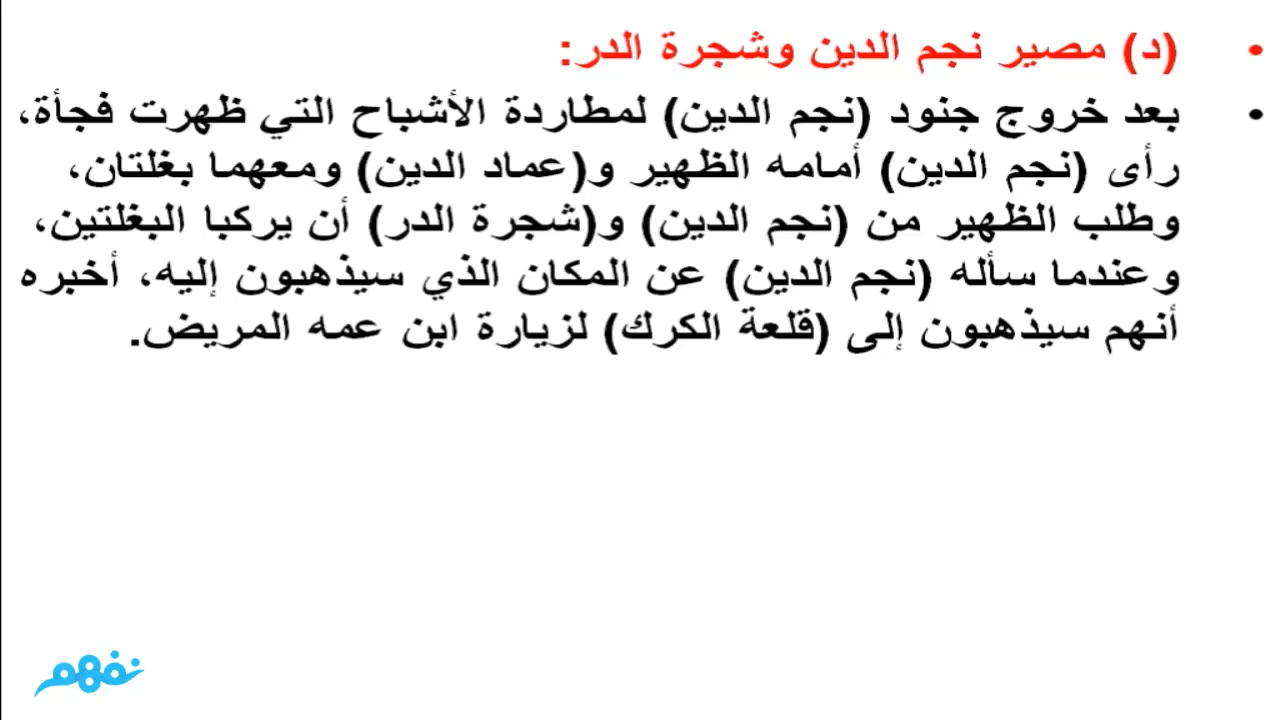 • (د) مصير نجم الدين وشجرة الدر:
• بعد خروج جنود (نجم الدين) لمطاردة الأشباح التي ظهرت فجأة،
رأى (نجم الدين) أمامه الظهير و(عماد الدين) ومعهما بغلتان،
وطلب الظهير من (نجم الدين) و(شجرة الدر) أن يركبا البغلتين،
وعندما سأله (نجم الدين) عن المكان الذي سيذهبون إليه، أخبره
أنهم سيذهبون إلى (قلعة الكرك) لزيارة ابن عمه المريض.
نفهم